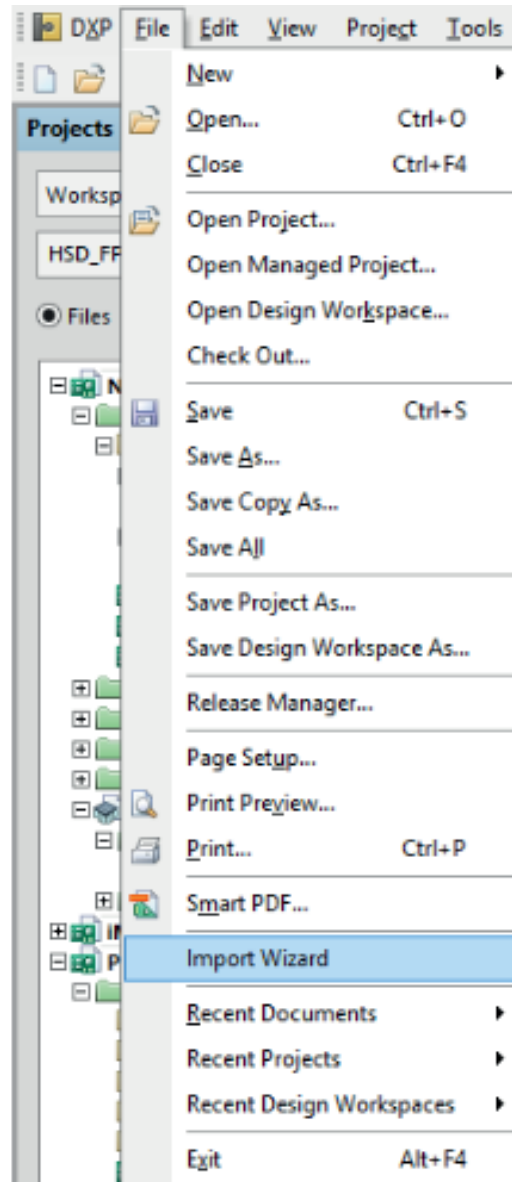 DXP File Edit View Project Tools
New
Projects
Open... Ctrl+O
Close Ctrl+F4
Worksp
Open Project...
HSD_FP
Open Managed Project...
Files
Open Design Workspace...
Check Out...
N
Save Ctrl+S
Save As...
Save Copy As...
Save All
Save Project As...
Save Design Workspace As...
Release Manager...
Page Setup...
Print Preview...
Print... Ctrl+P
Smart PDF...
Import Wizard
P
Recent Documents
Recent Projects
Recent Design Workspaces
Exit Alt+F4